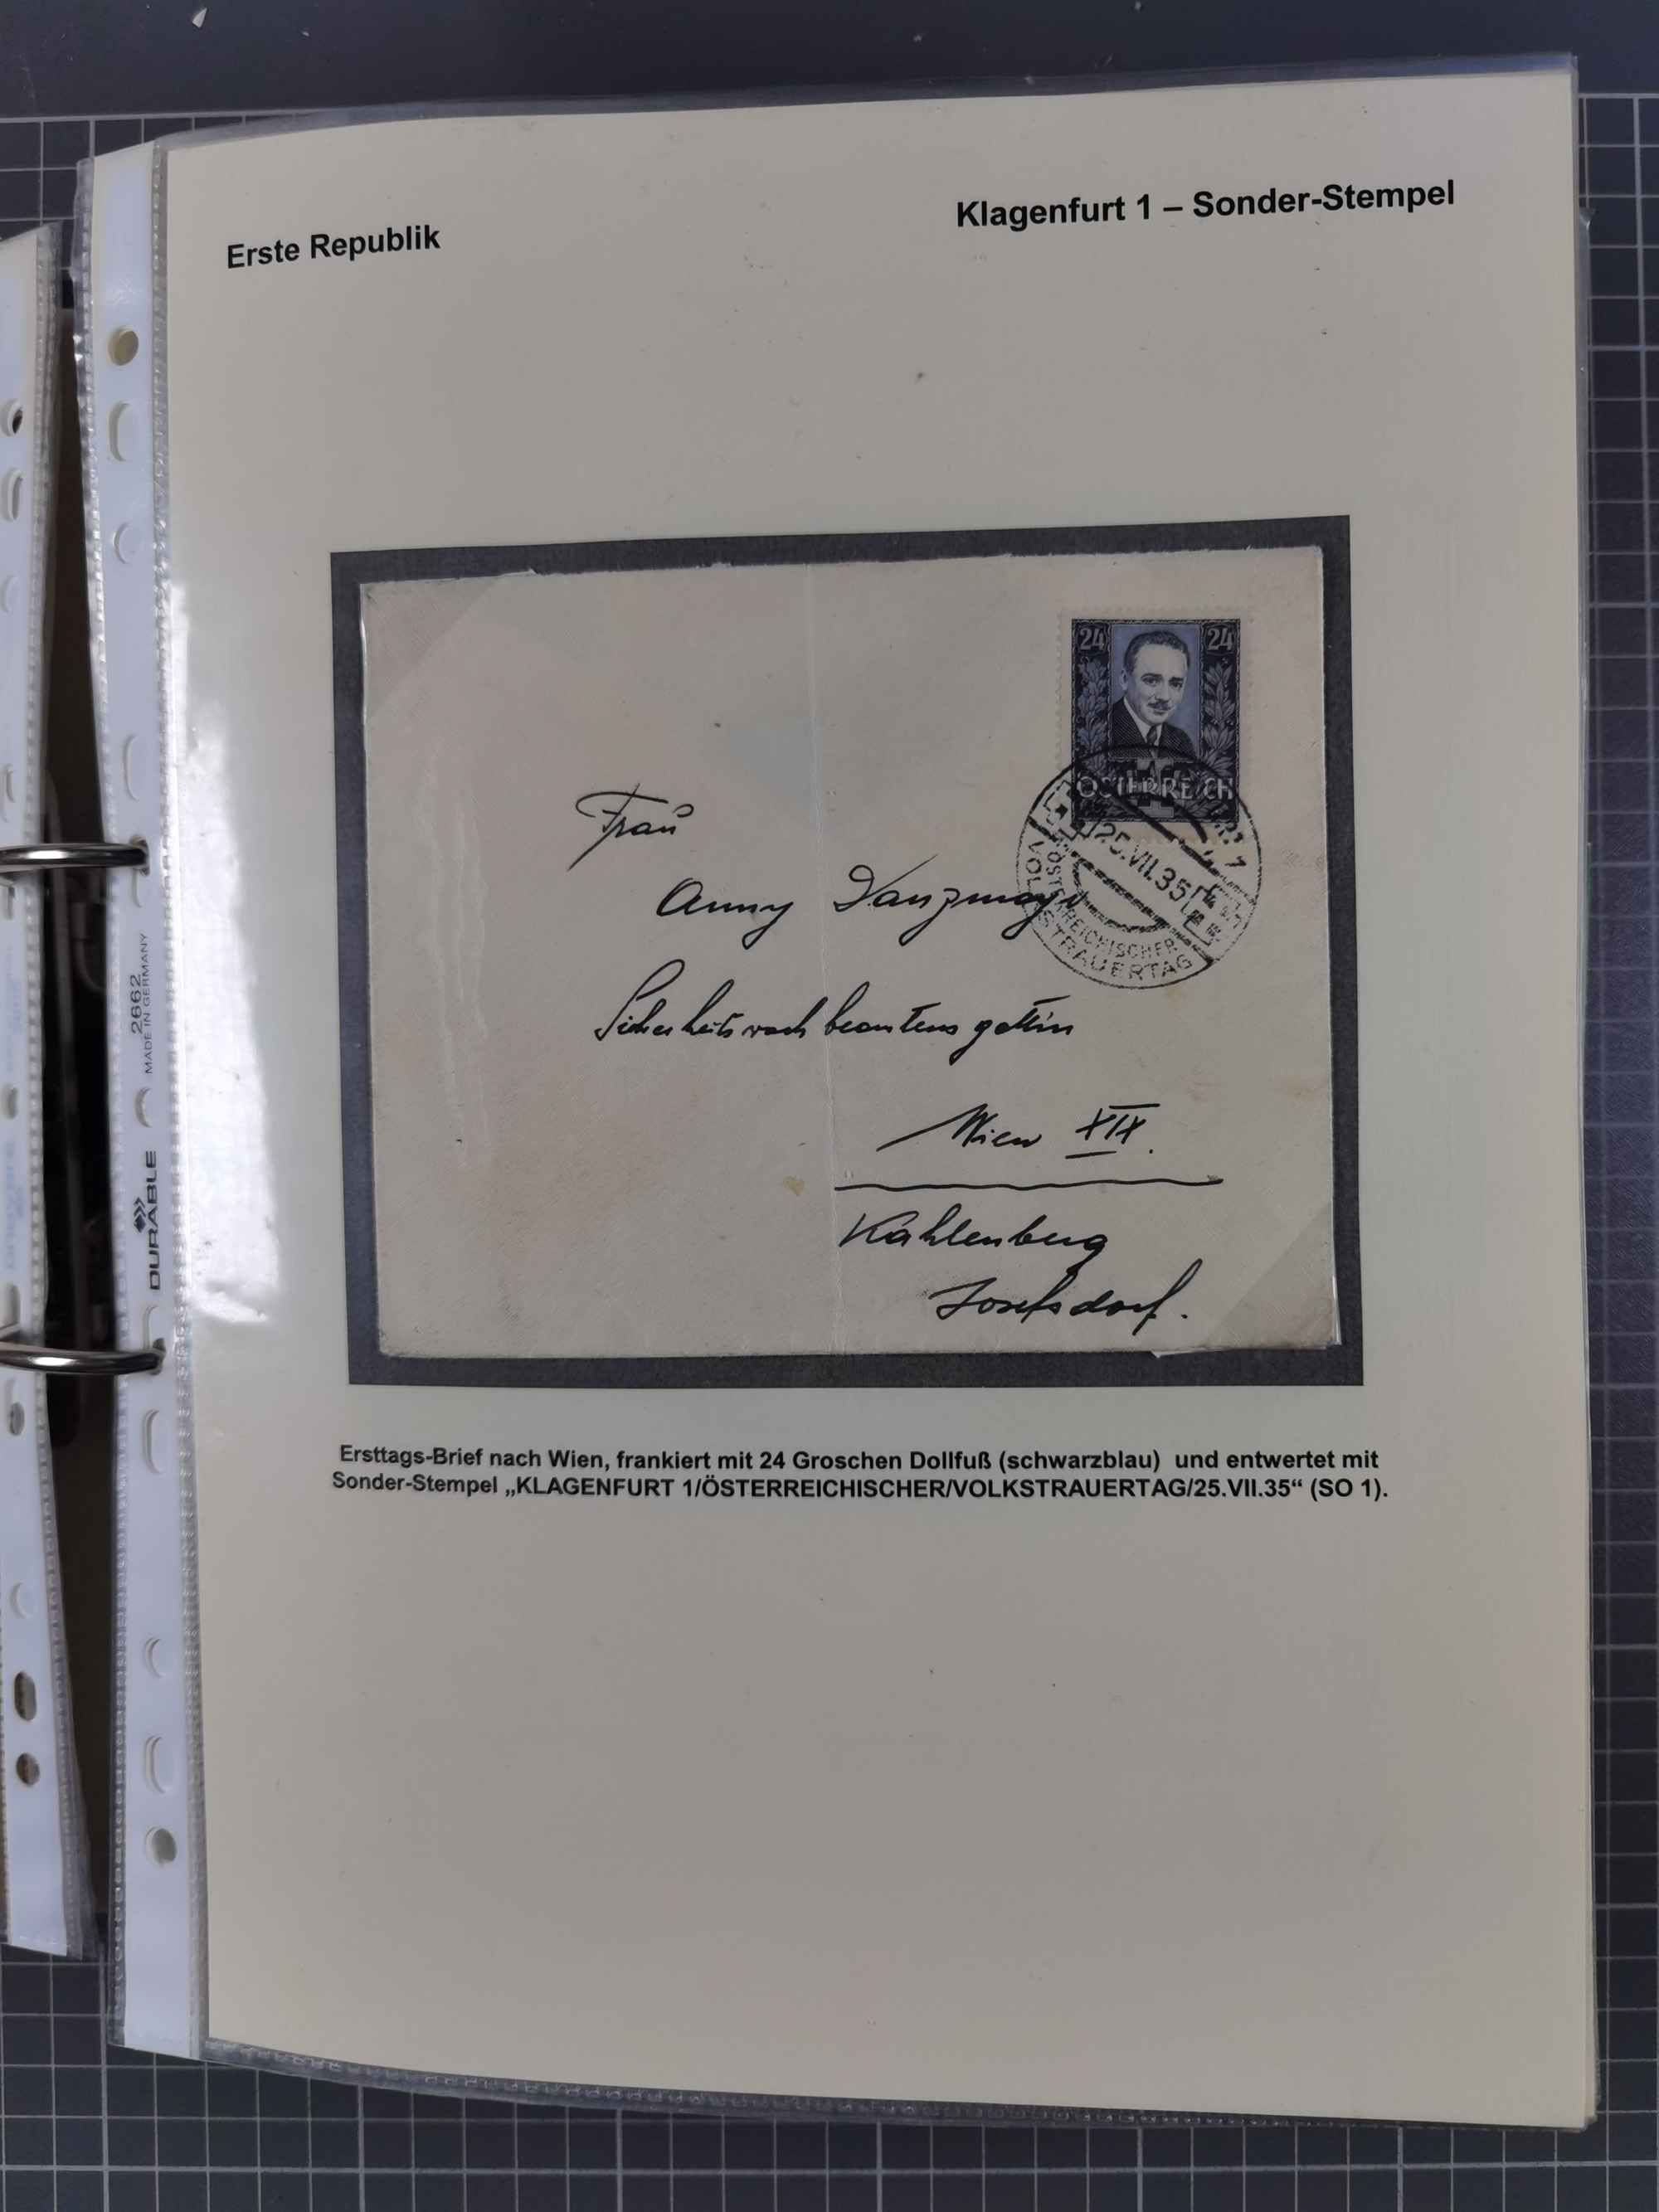 Erste Republik
Klagenfurt 1 – Sonder-Stempel
24 24
ÖSTERREICH
25.VII.35
ÖSTERREICHISCHER
VOLKSTRAUERTAG
Frau
Anny
Sicherheitswachbeamtensgattin
Wien XIX.
Kahlenberg
Josefsdorf.
Ersttags-Brief nach Wien, frankiert mit 24 Groschen Dollfuß (schwarzblau) und entwertet mit
Sonder-Stempel „KLAGENFURT 1/ÖSTERREICHISCHER/VOLKSTRAUERTAG/25.VII.35“ (SO 1).
2662
MADE IN GERMANY
DURABLE